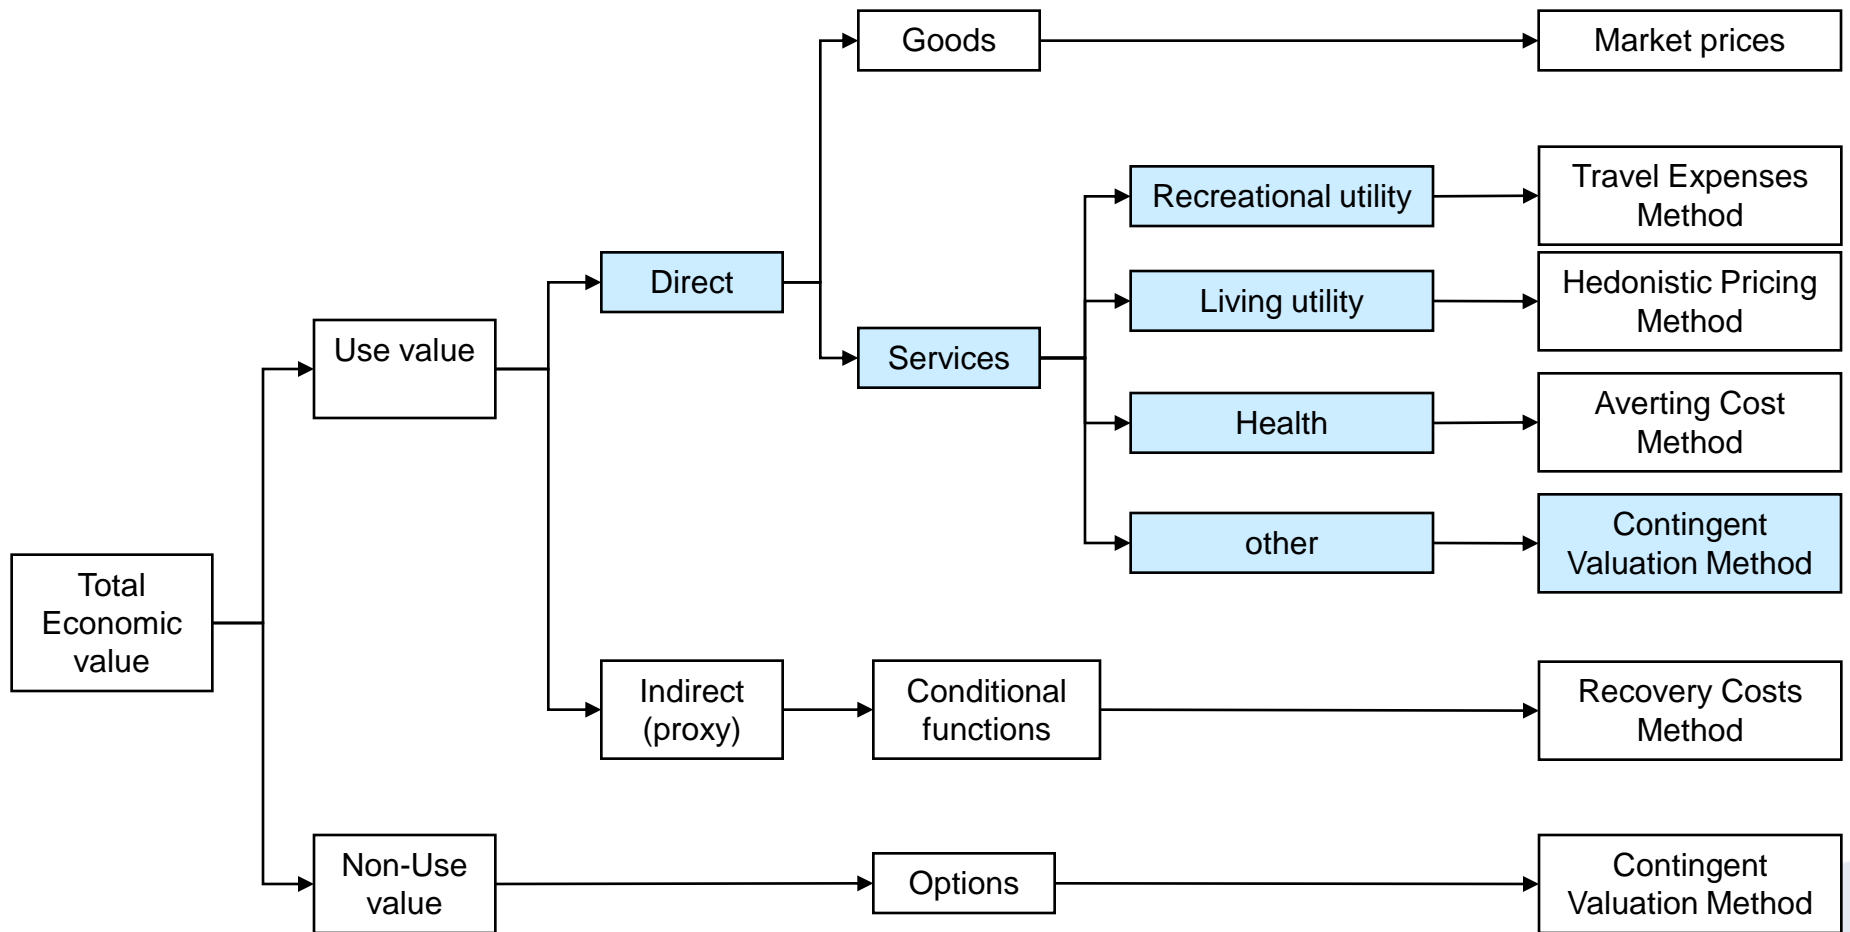 Goods
Market prices
Recreational utility
Travel Expenses
Method
Direct
Living utility
Hedonistic Pricing
Method
Use value
Services
Health
Averting Cost
Method
other
Contingent
Valuation Method
Total
Economic
value
Indirect
(proxy)
Conditional
functions
Recovery Costs
Method
Non-Use
value
Options
Contingent
Valuation Method